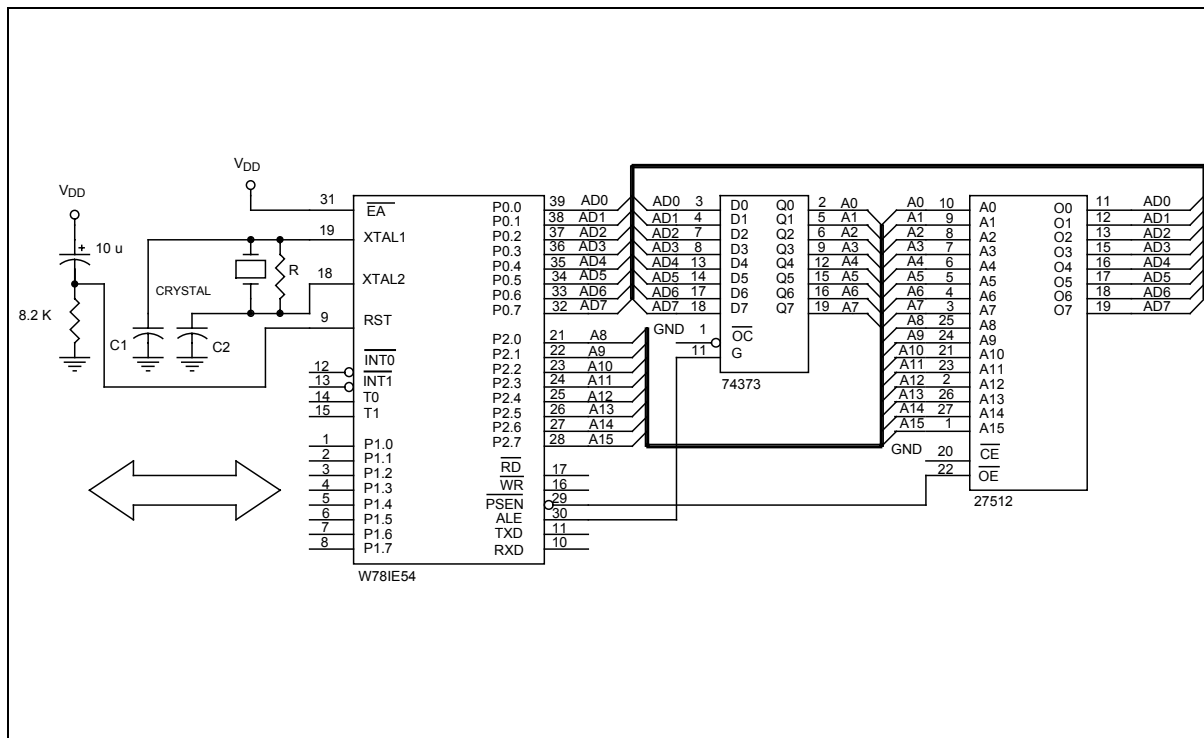 VDD
VDD
10 u
8.2 K
C1
C2
CRYSTAL
R
31 EA
19 XTAL1
18 XTAL2
9 RST
12 INT0
13 INT1
14 T0
15 T1
1 P1.0
2 P1.1
3 P1.2
4 P1.3
5 P1.4
6 P1.5
7 P1.6
8 P1.7
P0.0 39 AD0
P0.1 38 AD1
P0.2 37 AD2
P0.3 36 AD3
P0.4 35 AD4
P0.5 34 AD5
P0.6 33 AD6
P0.7 32 AD7
P2.0 21 A8
P2.1 22 A9
P2.2 23 A10
P2.3 24 A11
P2.4 25 A12
P2.5 26 A13
P2.6 27 A14
P2.7 28 A15
RD 17
WR 16
PSEN 29
ALE 30
TXD 11
RXD 10
W78IE54
AD0 3 D0 Q0 2 A0
AD1 4 D1 Q1 5 A1
AD2 7 D2 Q2 6 A2
AD3 8 D3 Q3 9 A3
AD4 13 D4 Q4 12 A4
AD5 14 D5 Q5 15 A5
AD6 17 D6 Q6 16 A6
AD7 18 D7 Q7 19 A7
GND 1 OC
11 G
74373
A0 10 A0 O0 11 AD0
A1 9 A1 O1 12 AD1
A2 8 A2 O2 13 AD2
A3 7 A3 O3 15 AD3
A4 6 A4 O4 16 AD4
A5 5 A5 O5 17 AD5
A6 4 A6 O6 18 AD6
A7 3 A7 O7 19 AD7
A8 25 A8
A9 24 A9
A10 21 A10
A11 23 A11
A12 2 A12
A13 26 A13
A14 27 A14
A15 1 A15
GND 20 CE
22 OE
27512